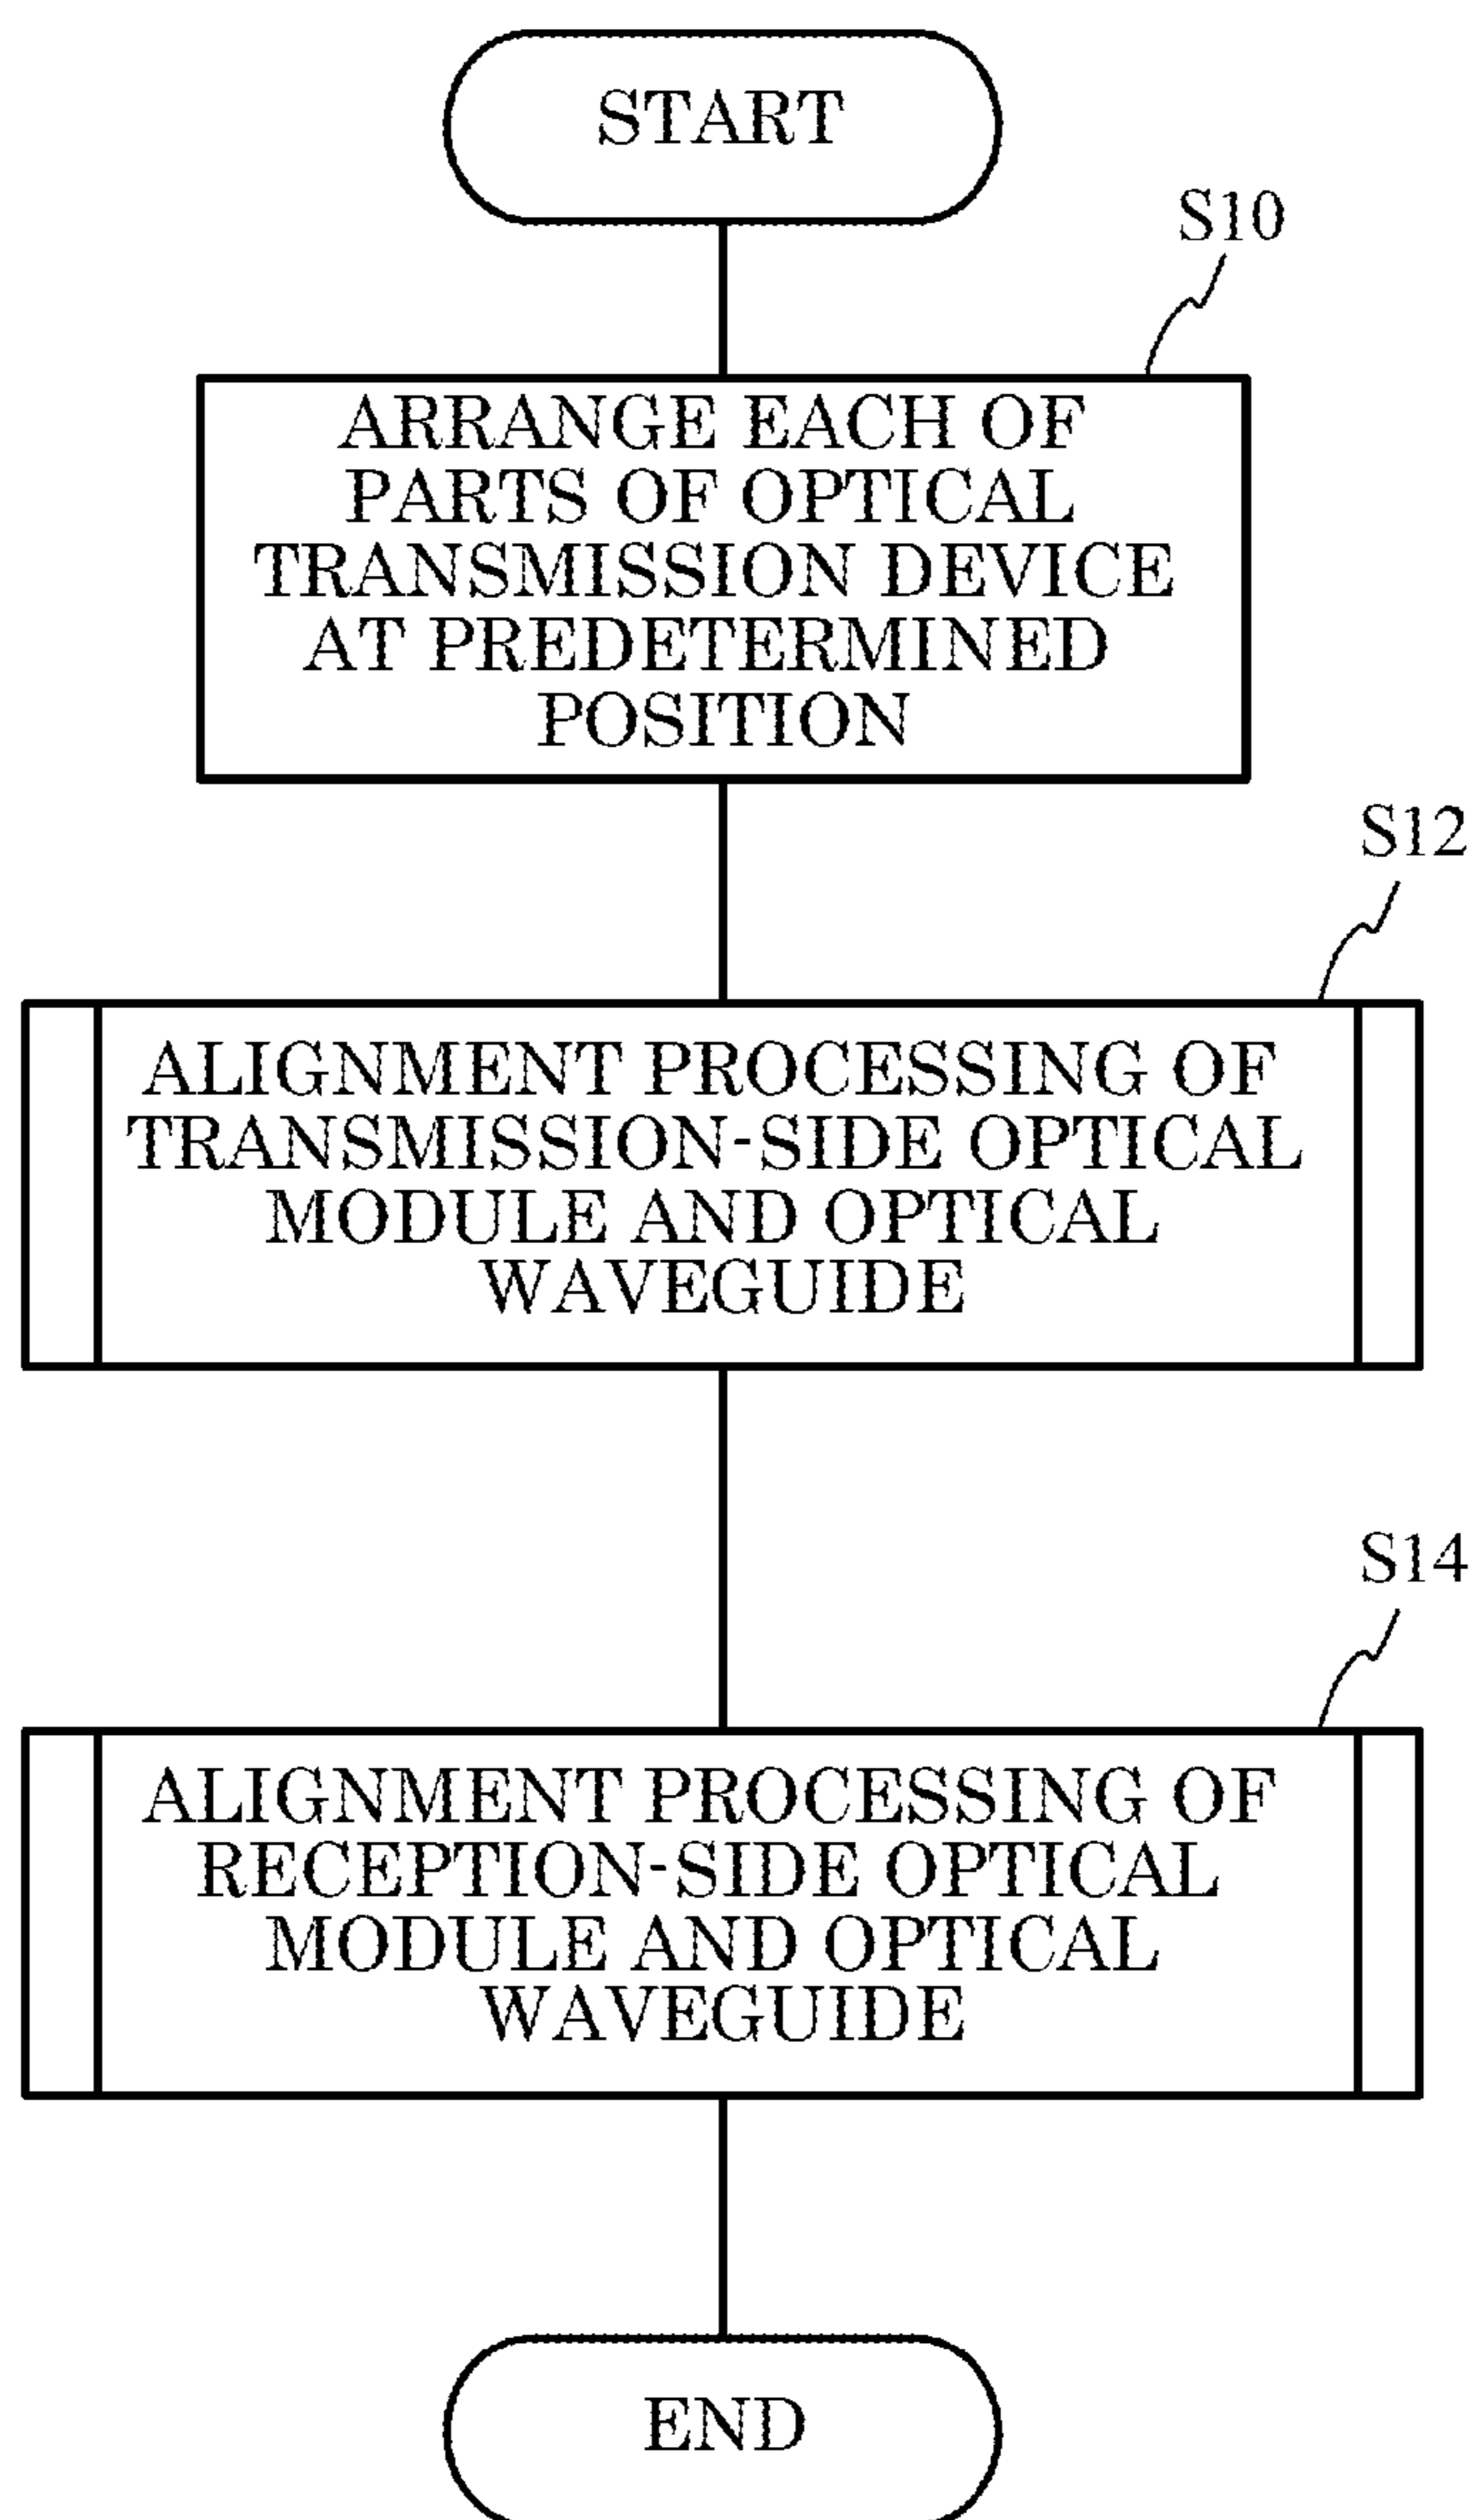 START
S10
ARRANGE EACH OF
PARTS OF OPTICAL
TRANSMISSION DEVICE
AT PREDETERMINED
POSITION
S12
ALIGNMENT PROCESSING OF
TRANSMISSION-SIDE OPTICAL
MODULE AND OPTICAL
WAVEGUIDE
S14
ALIGNMENT PROCESSING OF
RECEPTION-SIDE OPTICAL
MODULE AND OPTICAL
WAVEGUIDE
END